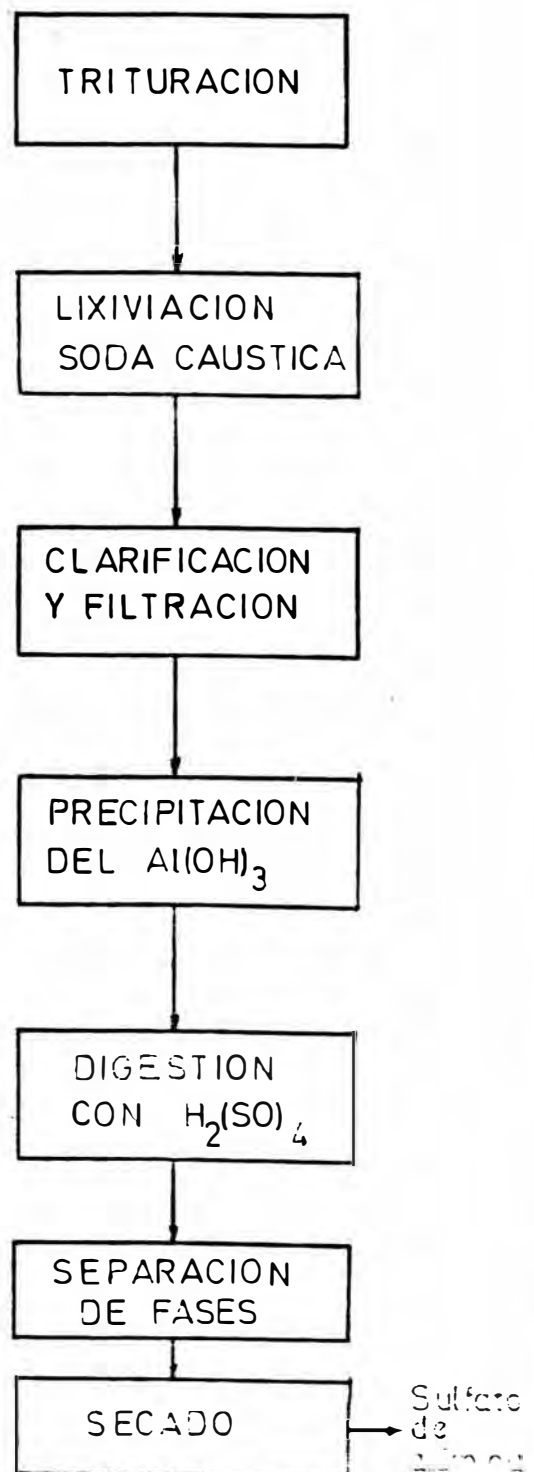 TRITURACION
LIXIVIACION
SODA CAUSTICA
CLARIFICACION
Y FILTRACION
PRECIPITACION
DEL Al(OH)3
DIGESTION
CON H2(SO)4
SEPARACION
DE FASES
SECADO
Sulfato
de